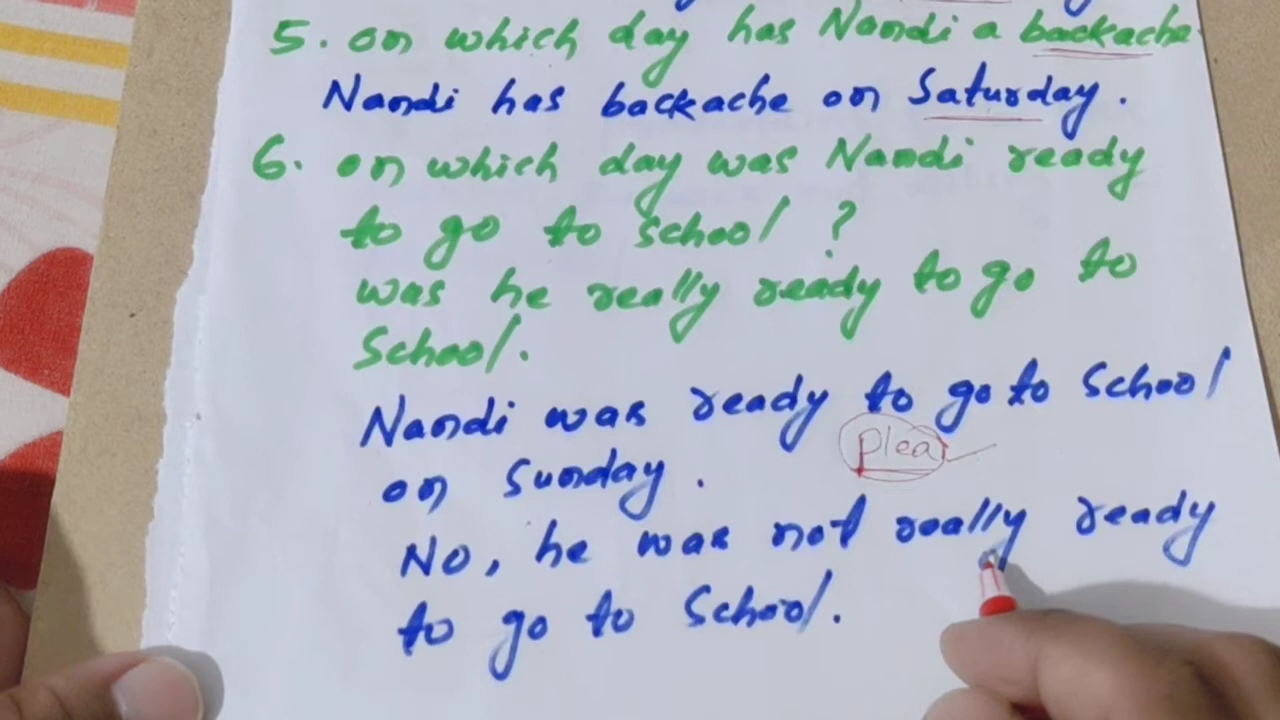 5. on which day has Nandi a backache
Nandi has backache on Saturday.
6. on which day was Nandi ready
to go to school ?
was he really ready to go to
School.
Nandi was ready to go to School
plea
on Sunday.
No, he was not really ready
to go to School.